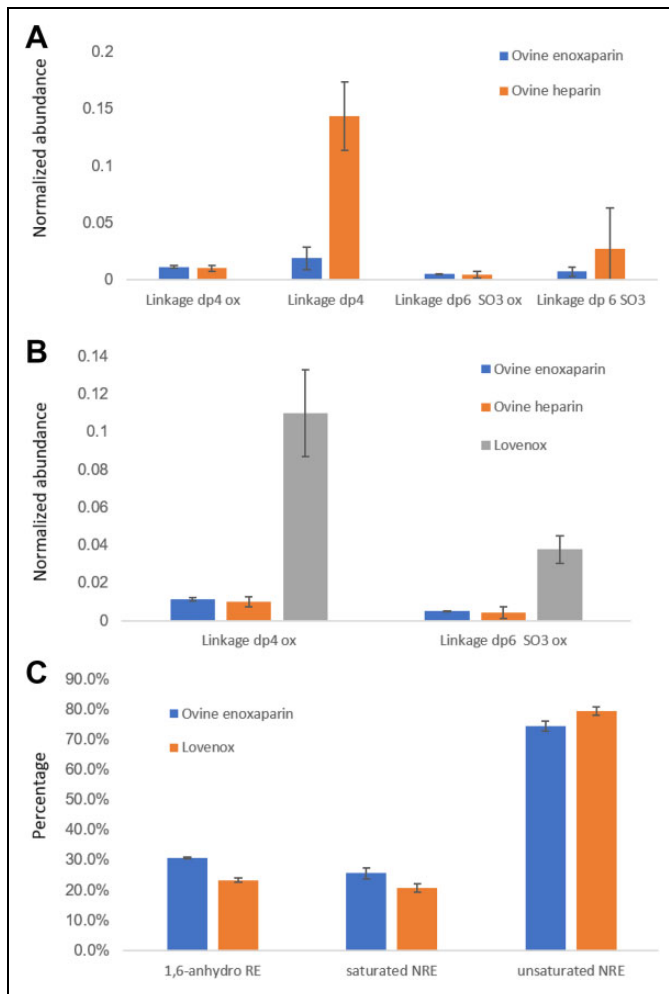 A
Normalized abundance
0.2
0.15
0.1
0.05
0
Ovine enoxaparin
Ovine heparin
Linkage dp4 ox
Linkage dp4
Linkage dp6 SO3 ox
Linkage dp 6 SO3
B
Normalized abundance
0.14
0.12
0.1
0.08
0.06
0.04
0.02
0
Ovine enoxaparin
Ovine heparin
Lovenox
Linkage dp4 ox
Linkage dp6 SO3 ox
C
Percentage
90.0%
80.0%
70.0%
60.0%
50.0%
40.0%
30.0%
20.0%
10.0%
0.0%
Ovine enoxaparin
Lovenox
1,6-anhydro RE
saturated NRE
unsaturated NRE